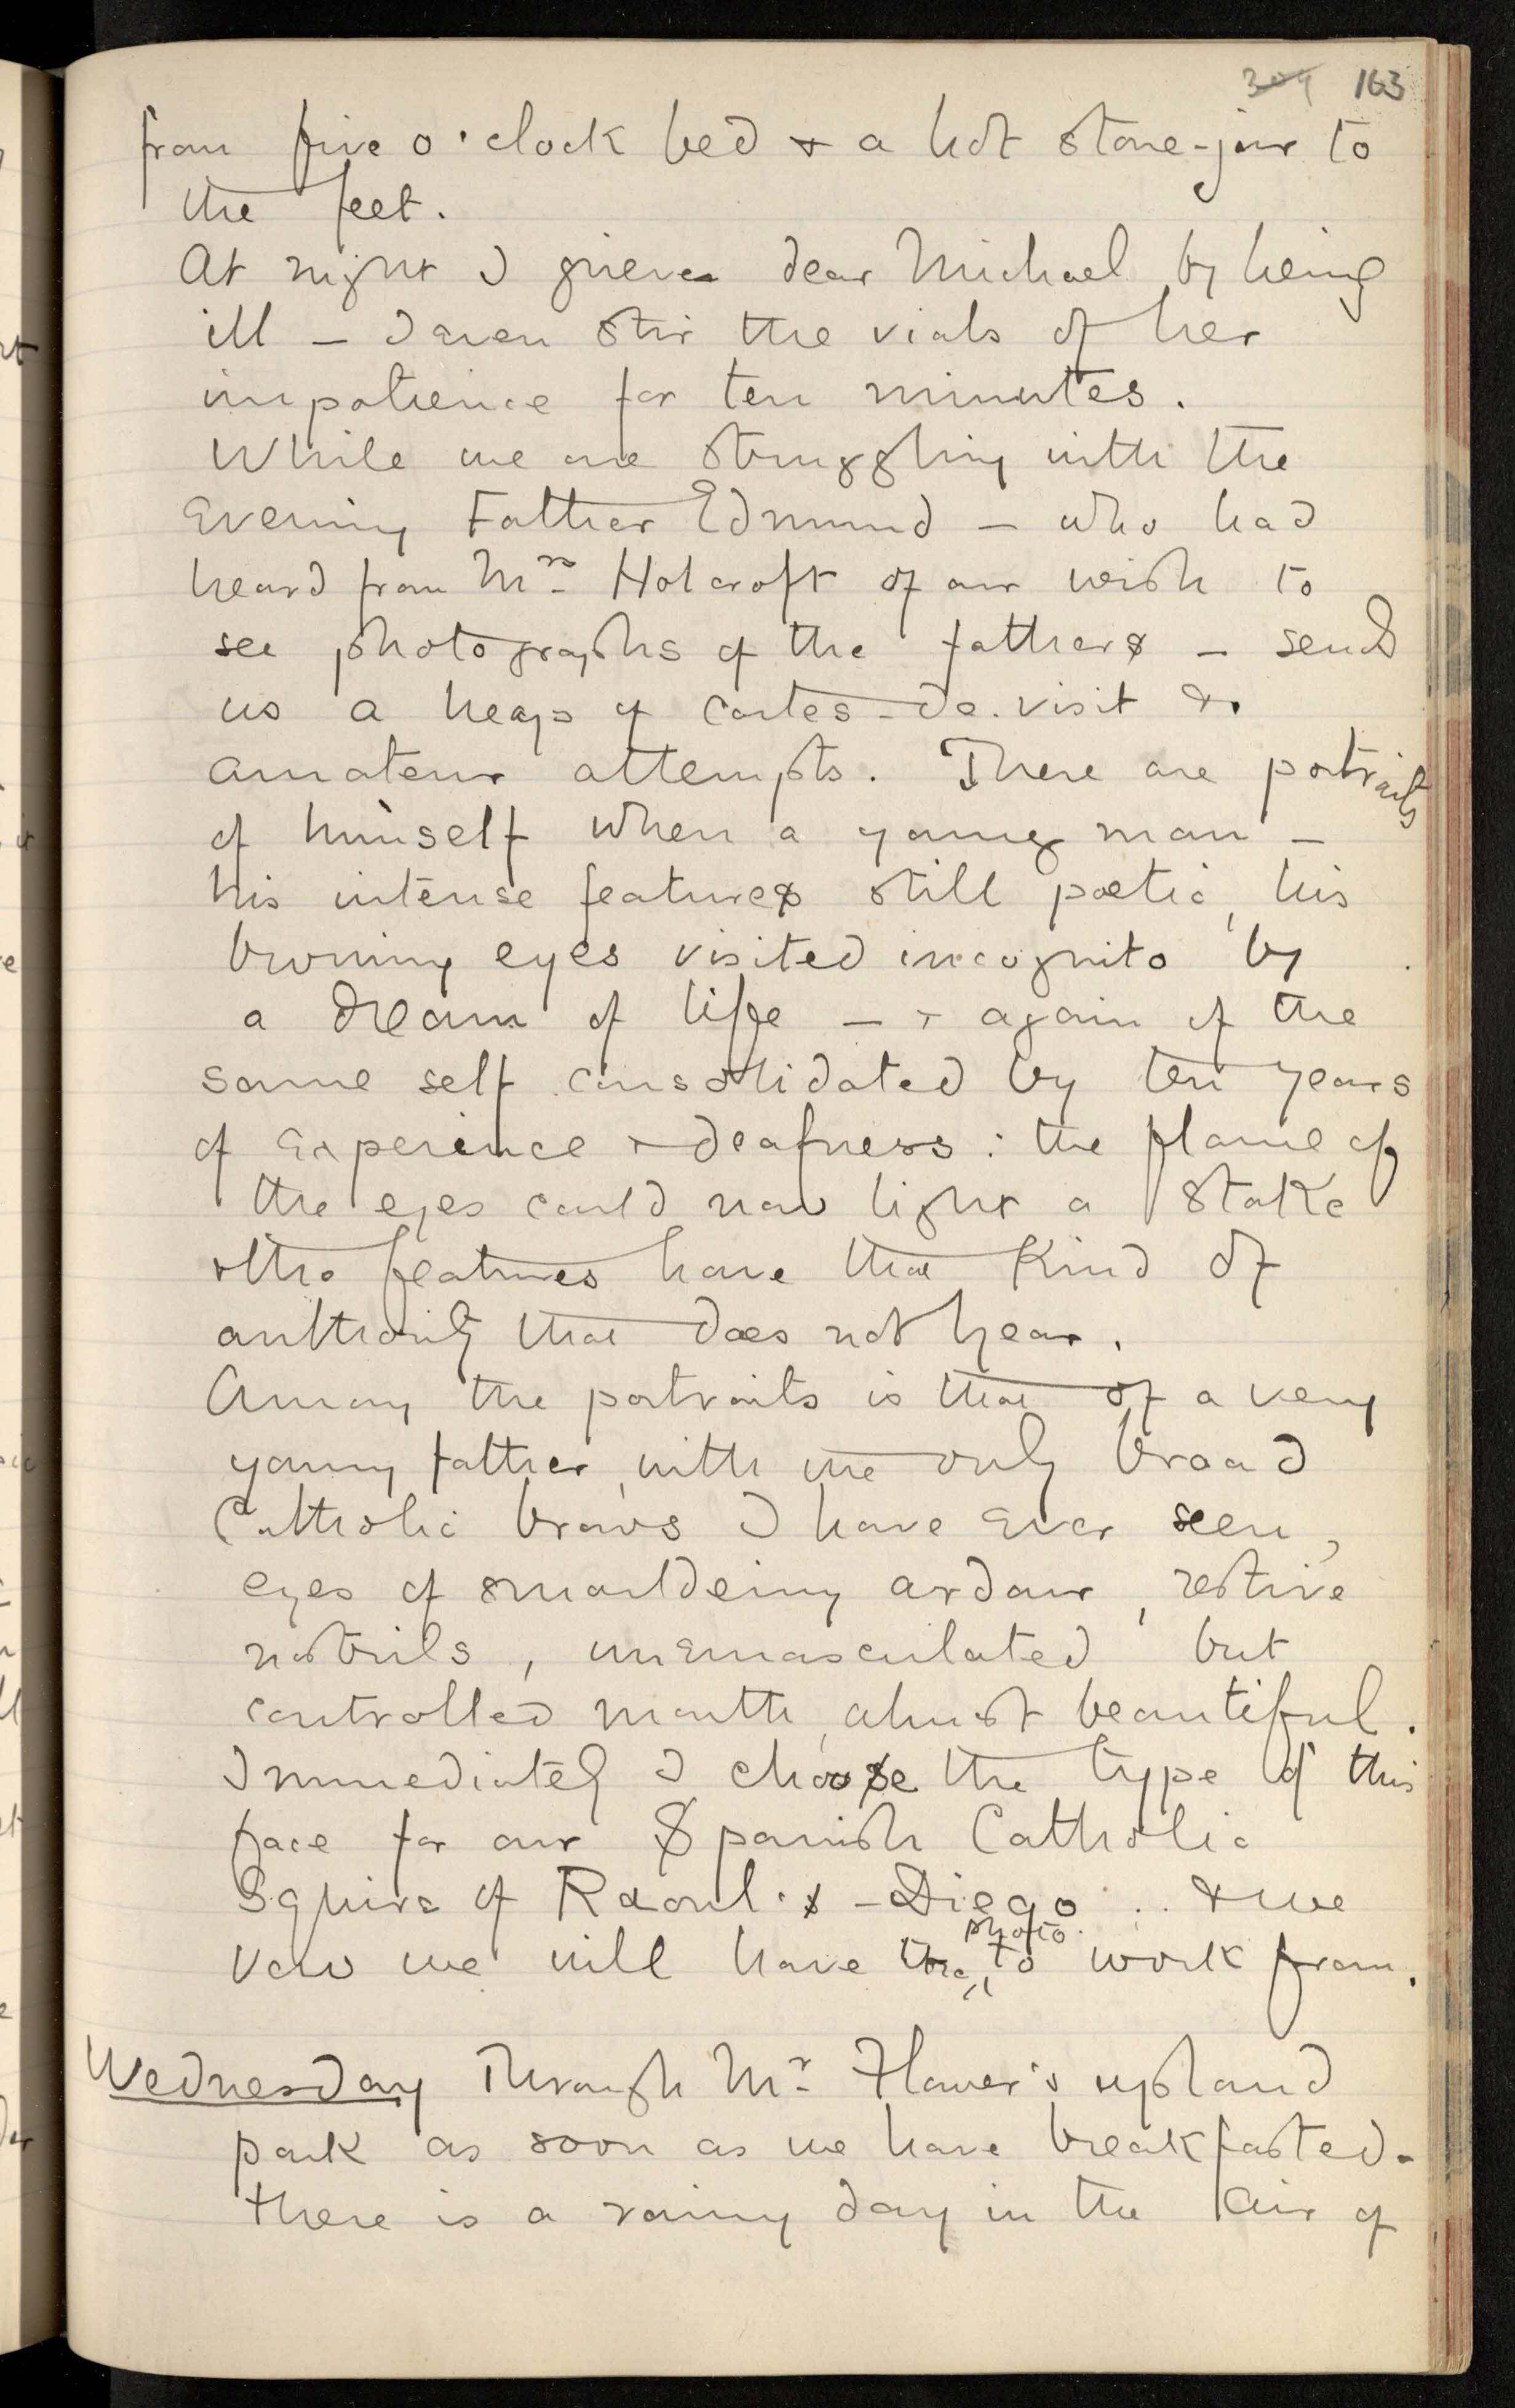 309 163
from five o'clock bed & a hot stone-jar to
the feet.
At night I grieve dear Michael by being
ill – I even stir the vials of her
impatience for ten minutes.
While we are struggling with the
evening Father Edmund – who had
heard from Mrs Holcroft of our wish to
see photographs of the fathers – sends
us a heap of cartes-de-visit &
amateur attempts. There are portraits
of himself when a young man –
his intense features still poetic, his
browning eyes visited incognito by
a dream of life – & again of the
same self consolidated by ten years
of experience & deafness: the flame of
the eyes could now light a stake
& the features have that kind of
authority that does not hear.
Among the portraits is that of a very
young father, with the only broad
Catholic brows I have ever seen,
eyes of smouldering ardour, restive
nostrils, unemasculated but
controlled mouth, almost beautiful.
Immediately I choose the type of this
face for our Spanish Catholic
Squire of Raoul's – Diego .. & we
vow we will have the photo to work from.
Wednesday Through Mr Flower's upland
park as soon as we have breakfasted –
there is a rainy day in the air of